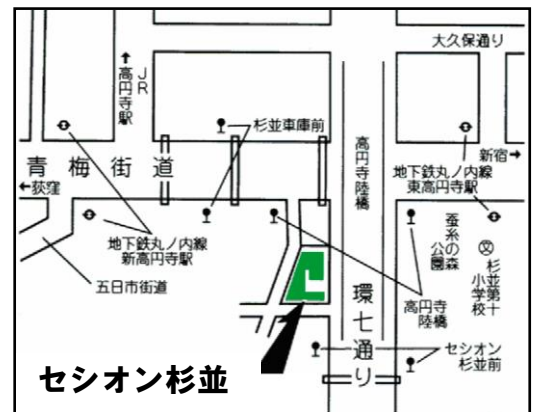 大久保通り
↑JR高円寺駅
杉並車庫前
高円寺陸橋
新宿→
地下鉄丸ノ内線
東高円寺駅
青梅街道
←荻窪
地下鉄丸ノ内線
新高円寺駅
五日市街道
蚕糸の森
公園
杉並第十
小学校
高円寺
陸橋
環七通り
セシオン
杉並前
セシオン杉並